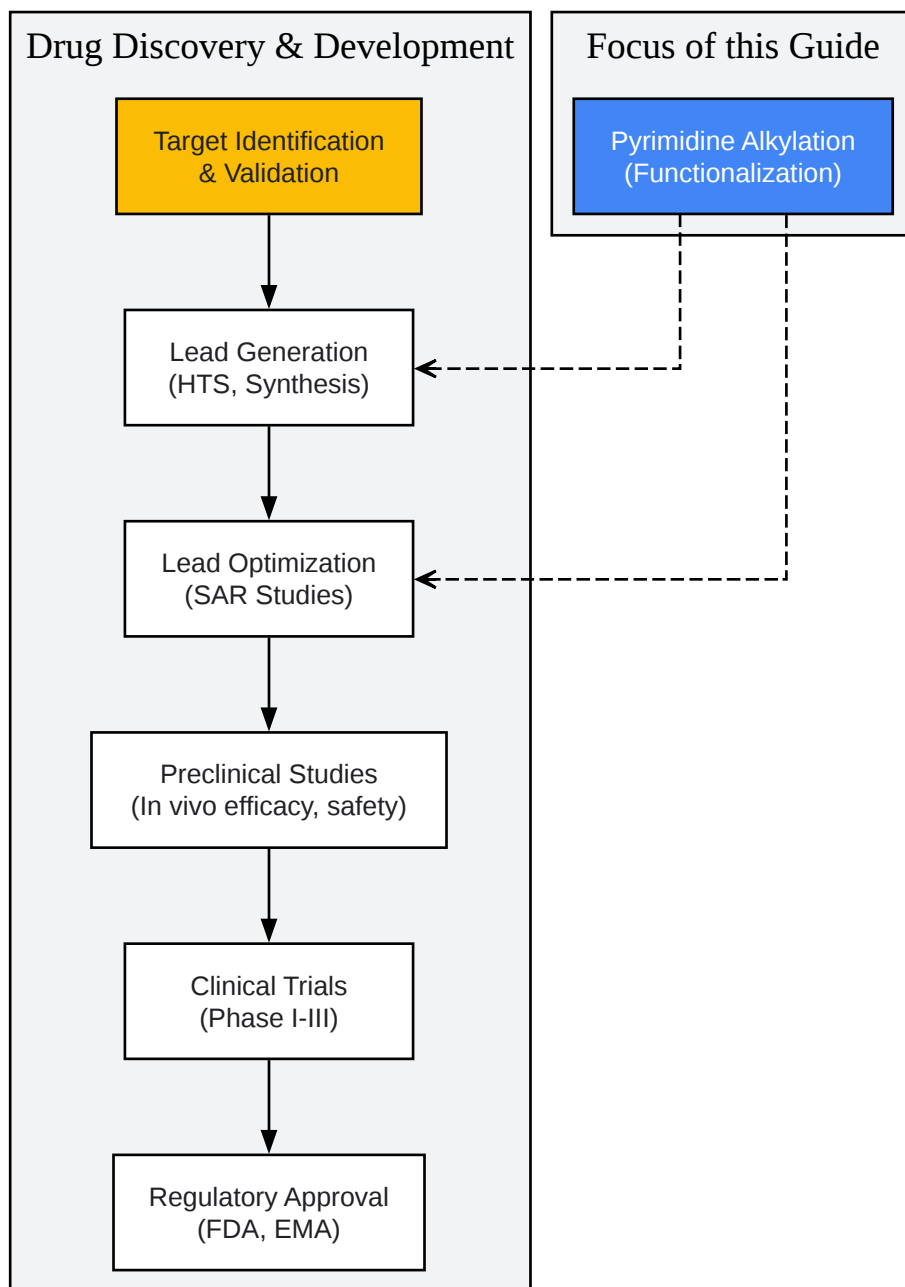 Drug Discovery & Development
Target Identification
& Validation
Lead Generation
(HTS, Synthesis)
Lead Optimization
(SAR Studies)
Preclinical Studies
(In vivo efficacy, safety)
Clinical Trials
(Phase I-III)
Regulatory Approval
(FDA, EMA)
Focus of this Guide
Pyrimidine Alkylation
(Functionalization)